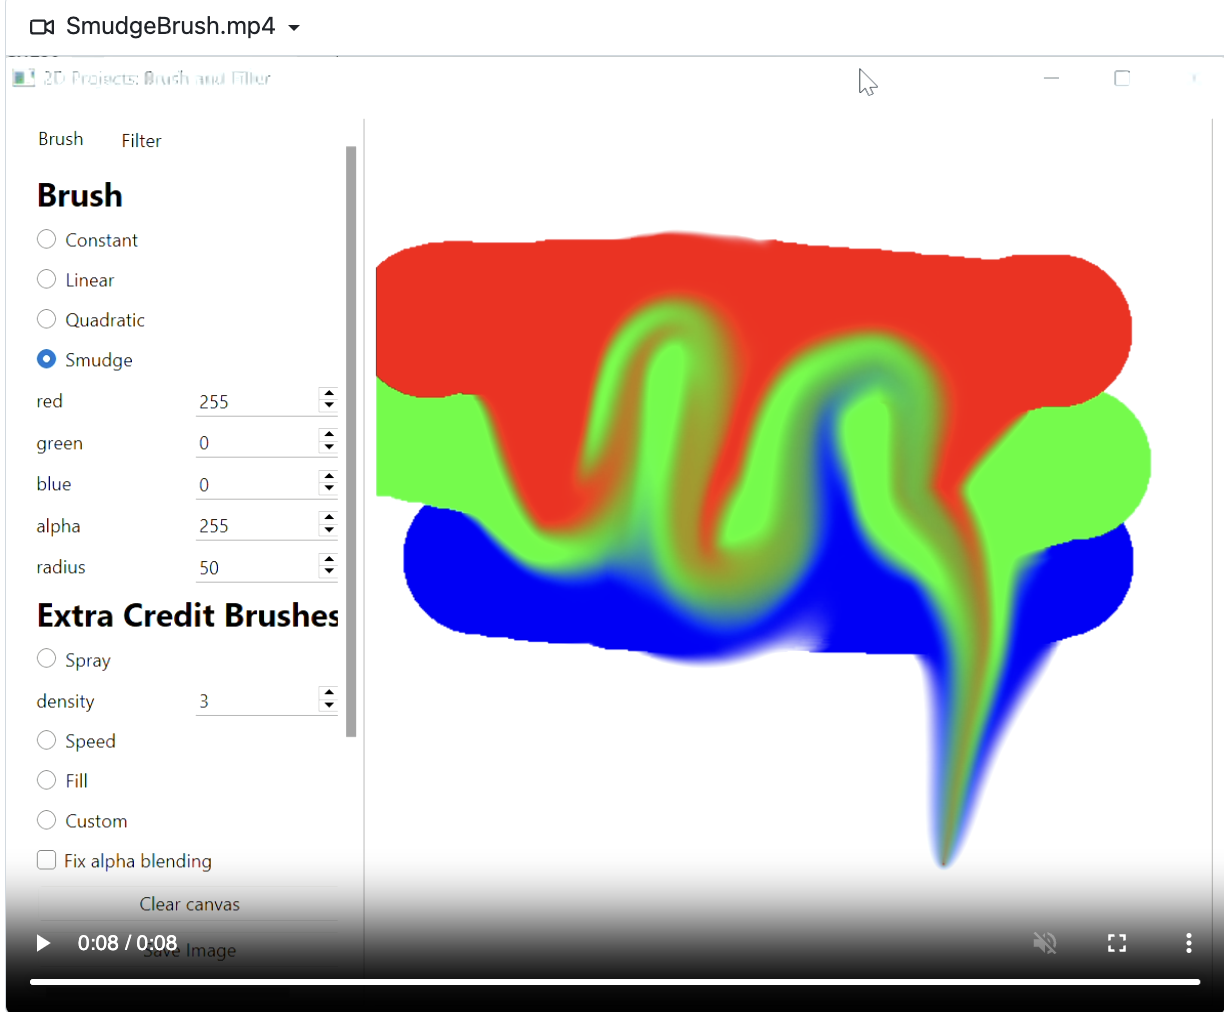 SmudgeBrush.mp4
2D Projects: Brush and Filter
Brush Filter
Brush
Constant
Linear
Quadratic
Smudge
red 255
green 0
blue 0
alpha 255
radius 50
Extra Credit Brushes
Spray
density 3
Speed
Fill
Custom
Fix alpha blending
Clear canvas
0:08 / 0:08
Save Image